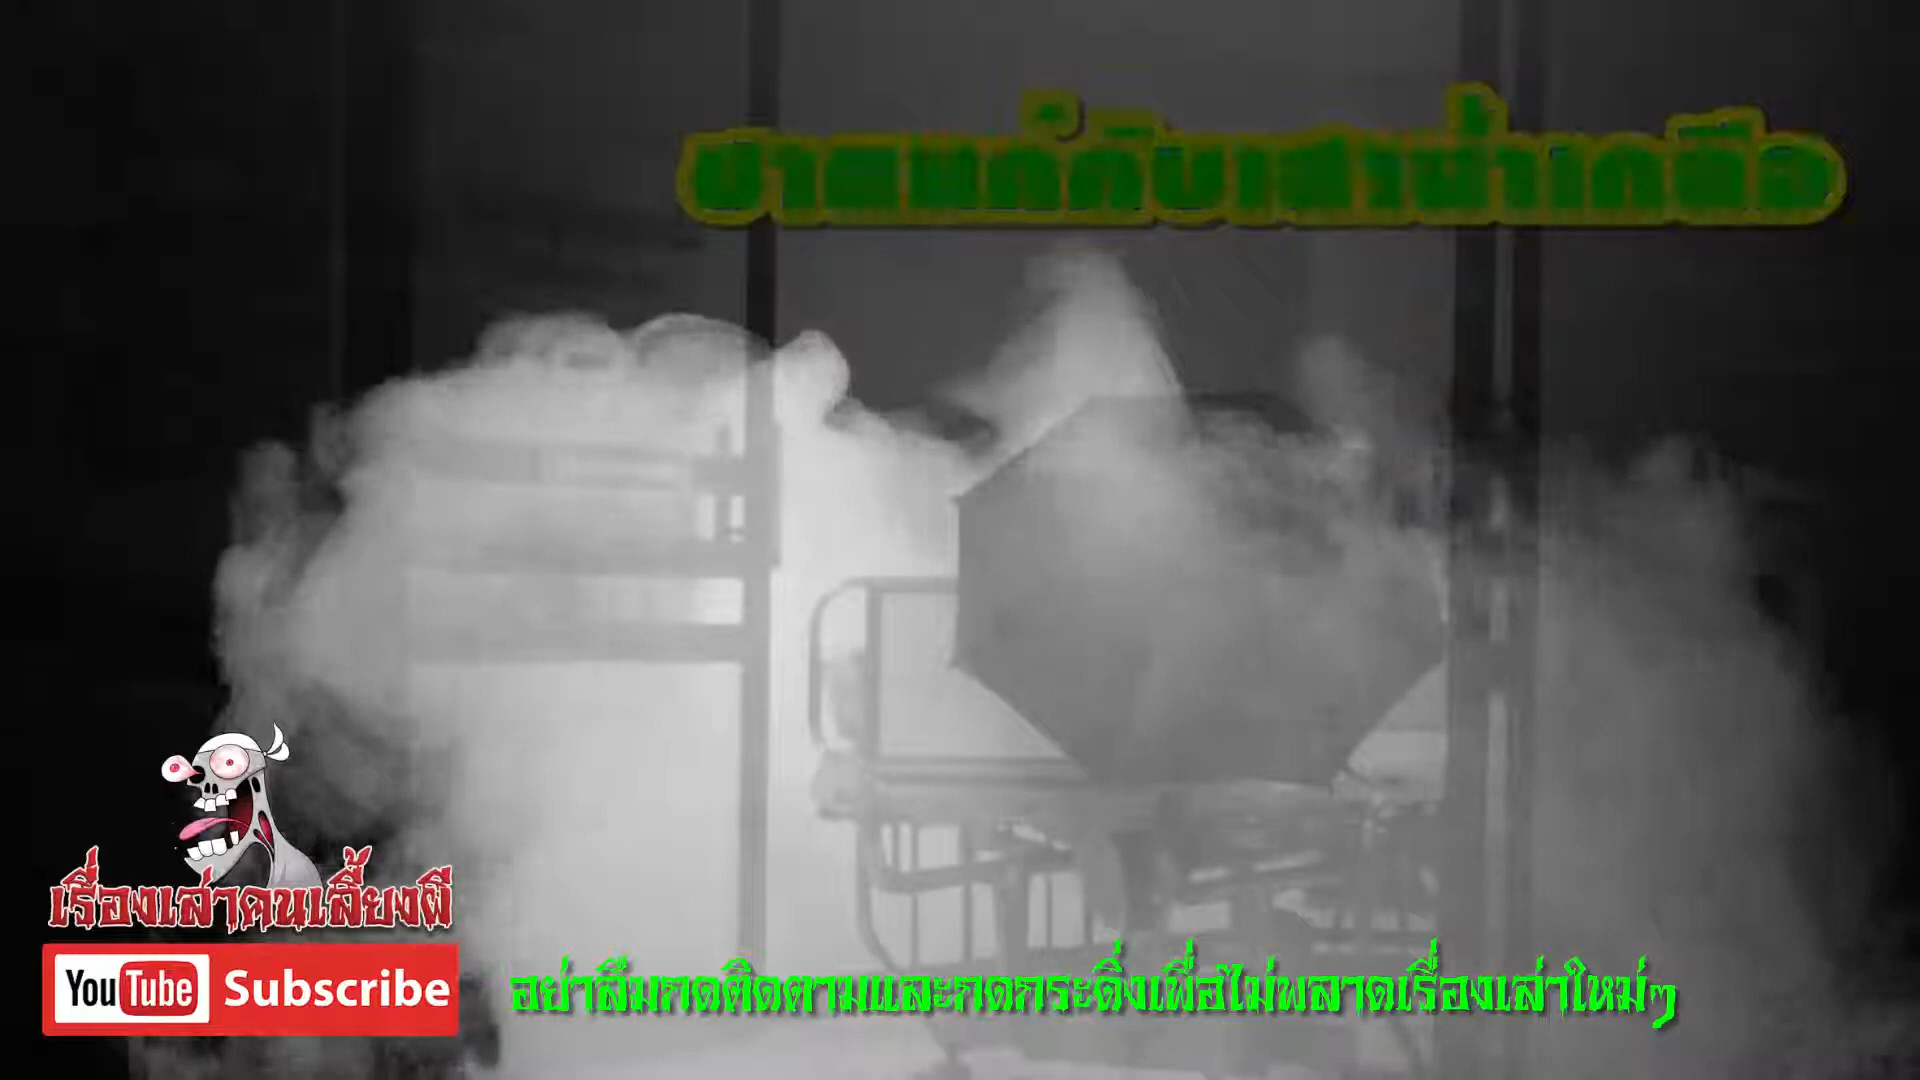 เรื่องเล่าคนเลี้ยงผี
YouTube Subscribe
อย่าลืมกดติดตามและกดกระดิ่งเพื่อไม่พลาดเรื่องเล่าใหม่ๆ